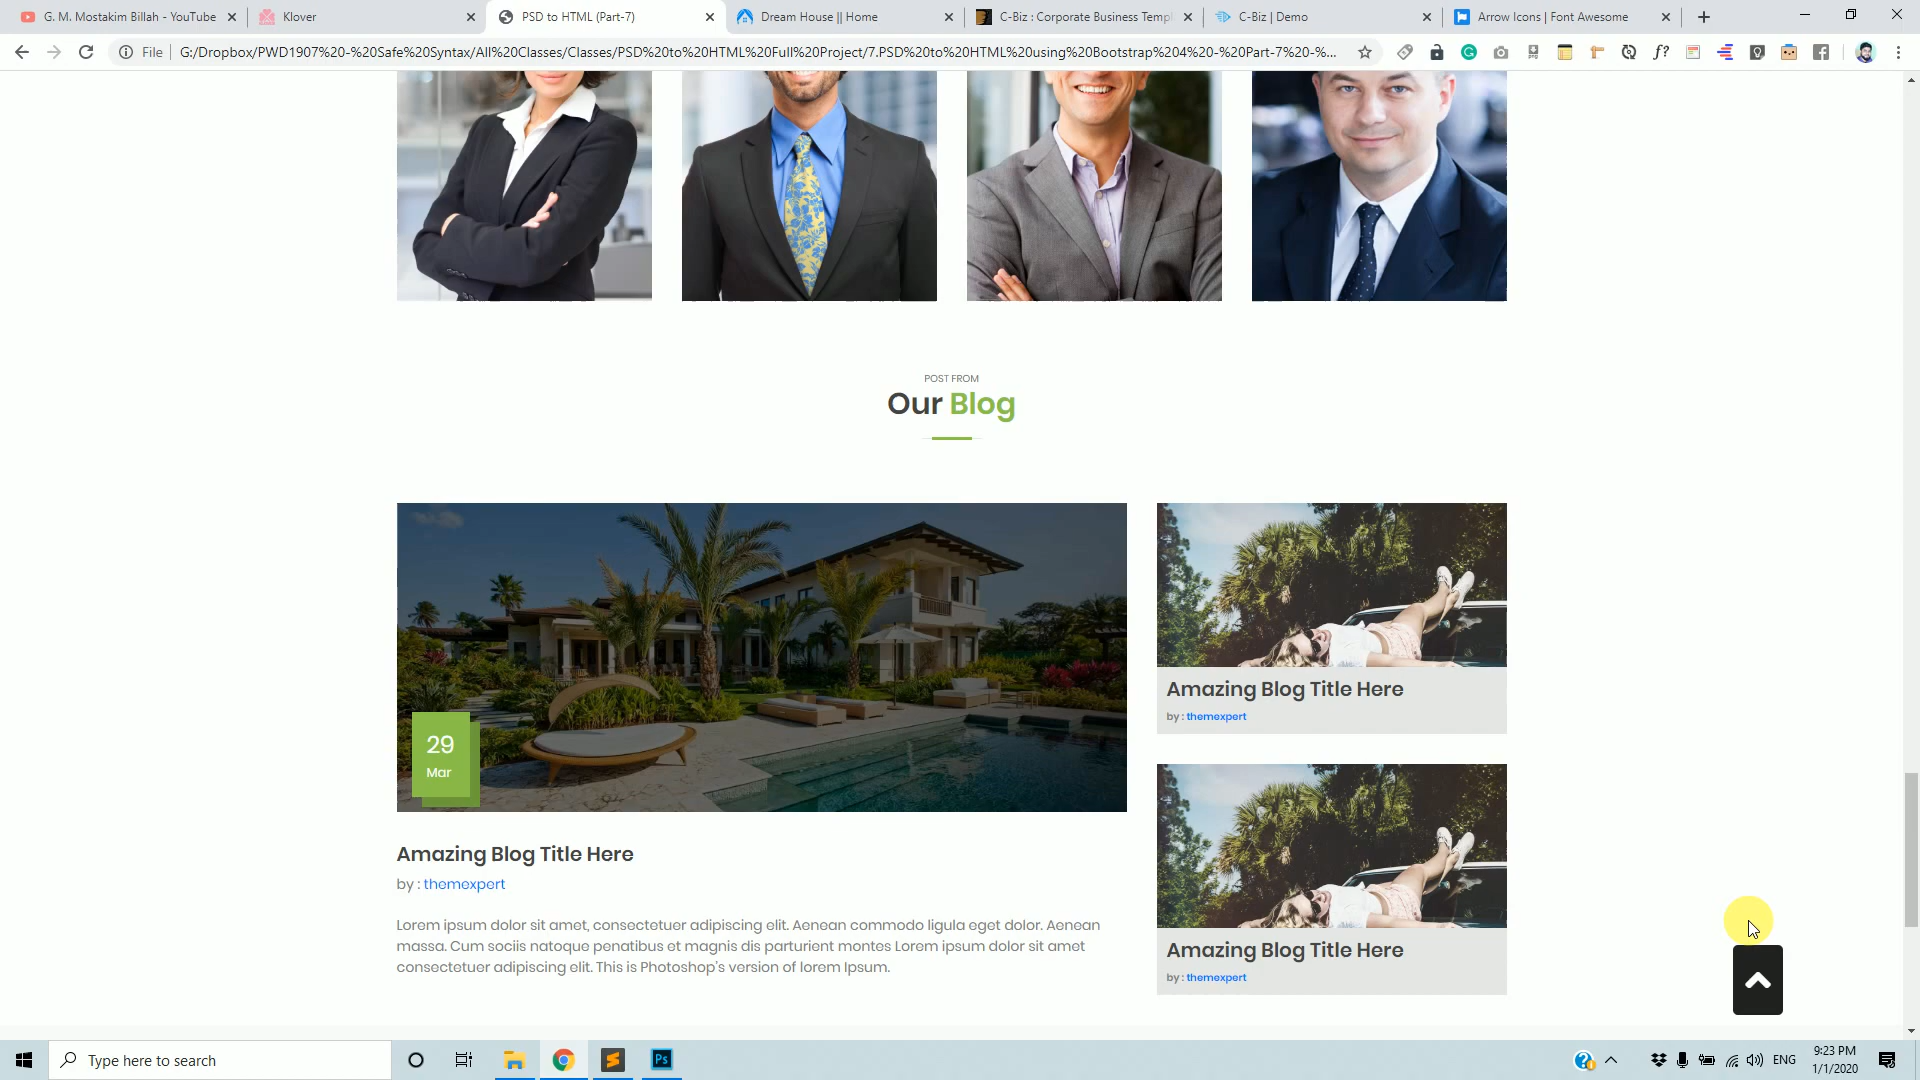 G. M. Mostakim Billah - YouTube
Klover
PSD to HTML (Part-7)
Dream House || Home
C-Biz : Corporate Business Templ
C-Biz | Demo
Arrow Icons | Font Awesome
File
G:/Dropbox/PWD1907%20-%20Safe%20Syntax/All%20Classes/Classes/PSD%20to%20HTML%20Full%20Project/7.PSD%20to%20HTML%20using%20Bootstrap%204%20-%20Part-7%20-%...
POST FROM
Our Blog
29
Mar
Amazing Blog Title Here
by : themexpert
Lorem ipsum dolor sit amet, consectetuer adipiscing elit. Aenean commodo ligula eget dolor. Aenean
massa. Cum sociis natoque penatibus et magnis dis parturient montes Lorem ipsum dolor sit amet
consectetuer adipiscing elit. This is Photoshop's version of lorem Ipsum.
Amazing Blog Title Here
by : themexpert
Amazing Blog Title Here
by : themexpert
Type here to search
Ps
ENG
9:23 PM
1/1/2020